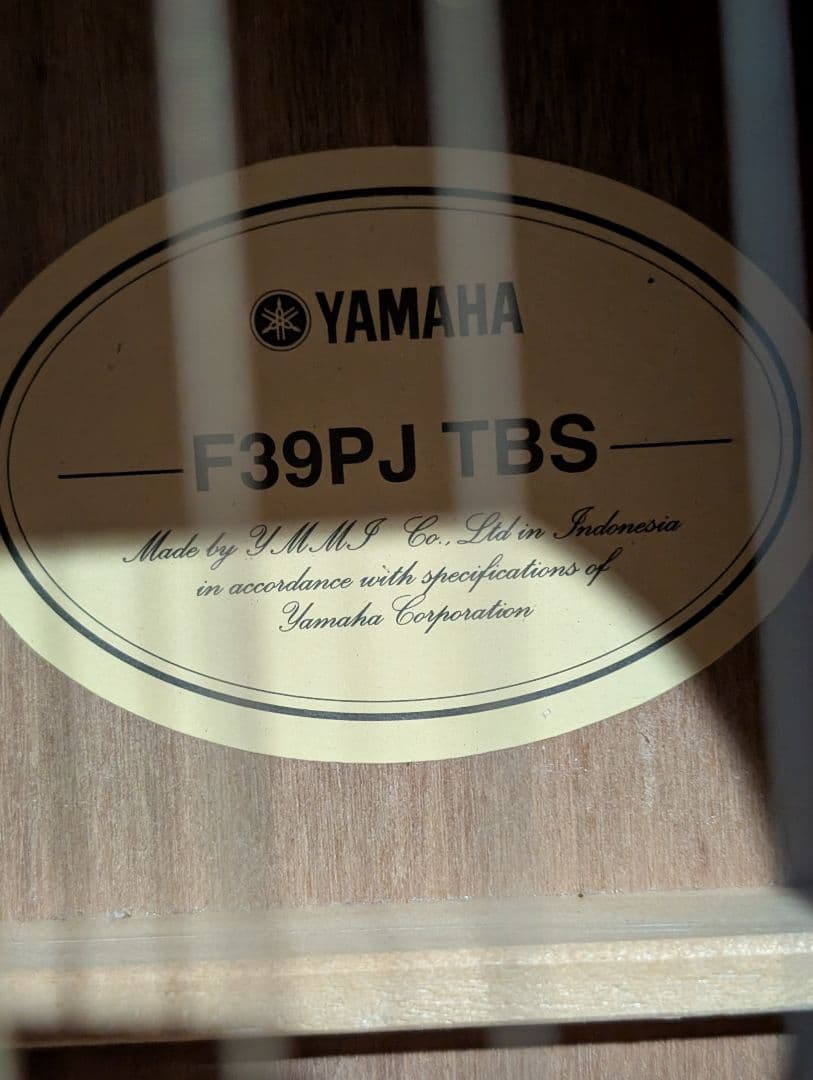 YAMAHA
F39PJ TBS
Made by YMMI Co., Ltd in Indonesia
in accordance with specifications of
Yamaha Corporation